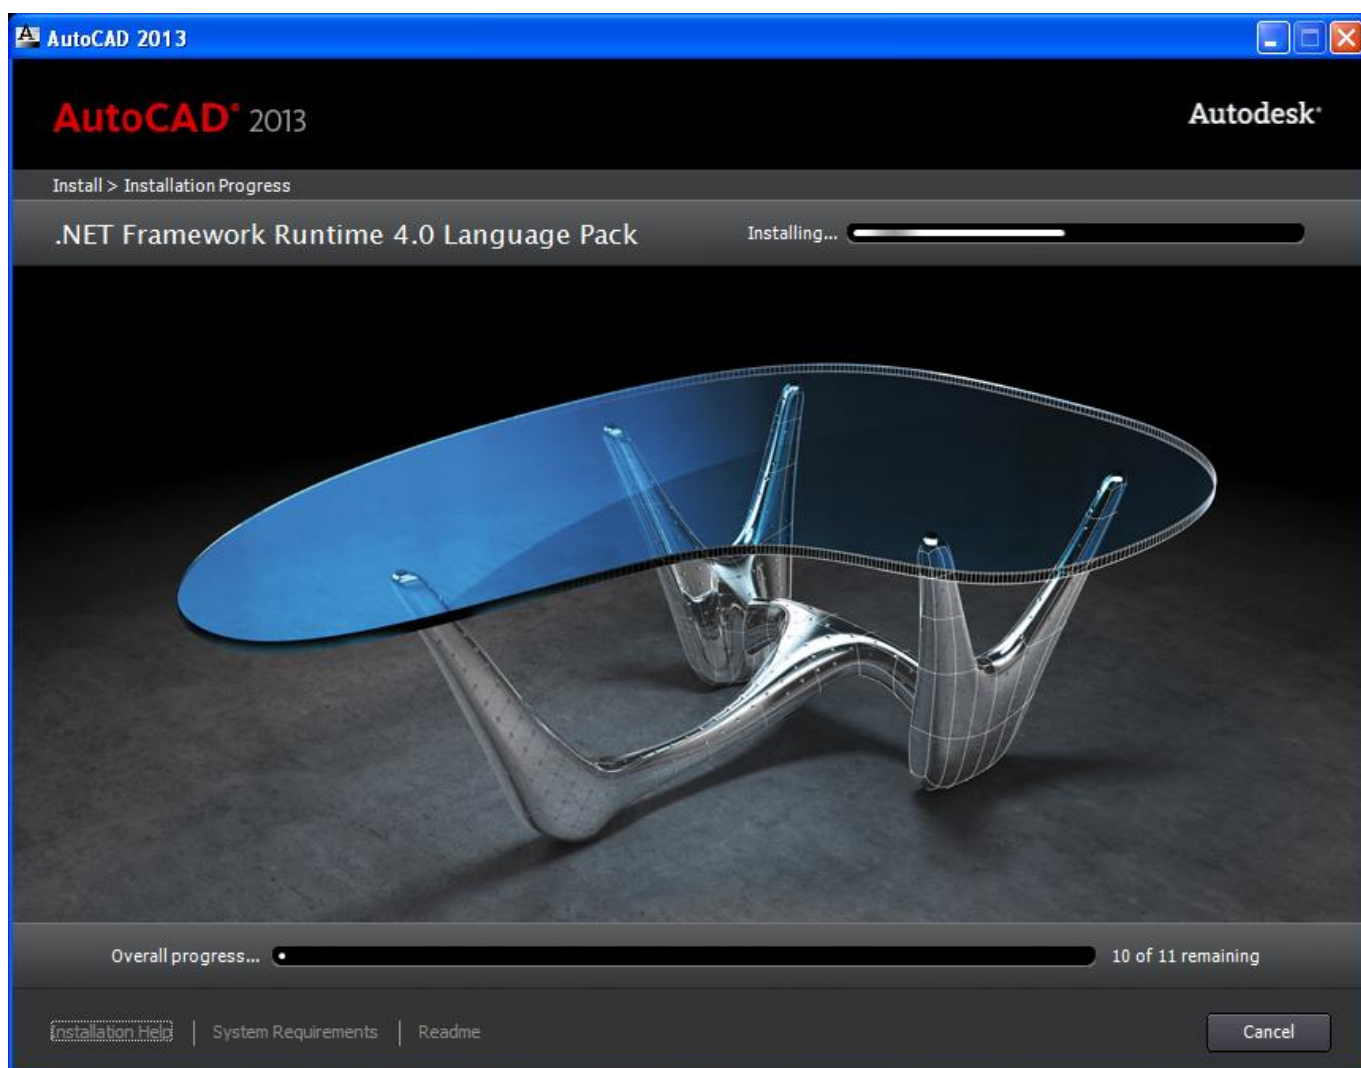 AutoCAD 2013
AutoCAD® 2013
Autodesk®
Install > Installation Progress
.NET Framework Runtime 4.0 Language Pack
Installing...
Overall progress...
10 of 11 remaining
Installation Help | System Requirements | Readme
Cancel